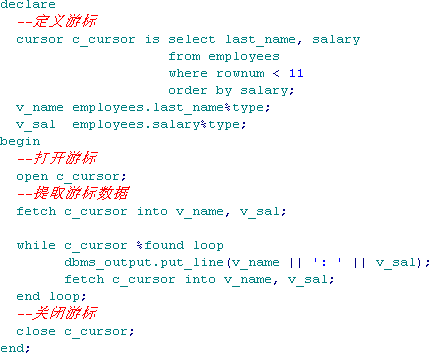 declare
  --定义游标
  cursor c_cursor is select last_name, salary
                     from employees
                     where rownum < 11
                     order by salary;
  v_name employees.last_name%type;
  v_sal  employees.salary%type;
begin
  --打开游标
  open c_cursor;
  --提取游标数据
  fetch c_cursor into v_name, v_sal;

  while c_cursor %found loop
        dbms_output.put_line(v_name || ': ' || v_sal);
        fetch c_cursor into v_name, v_sal;
  end loop;
  --关闭游标
  close c_cursor;
end;